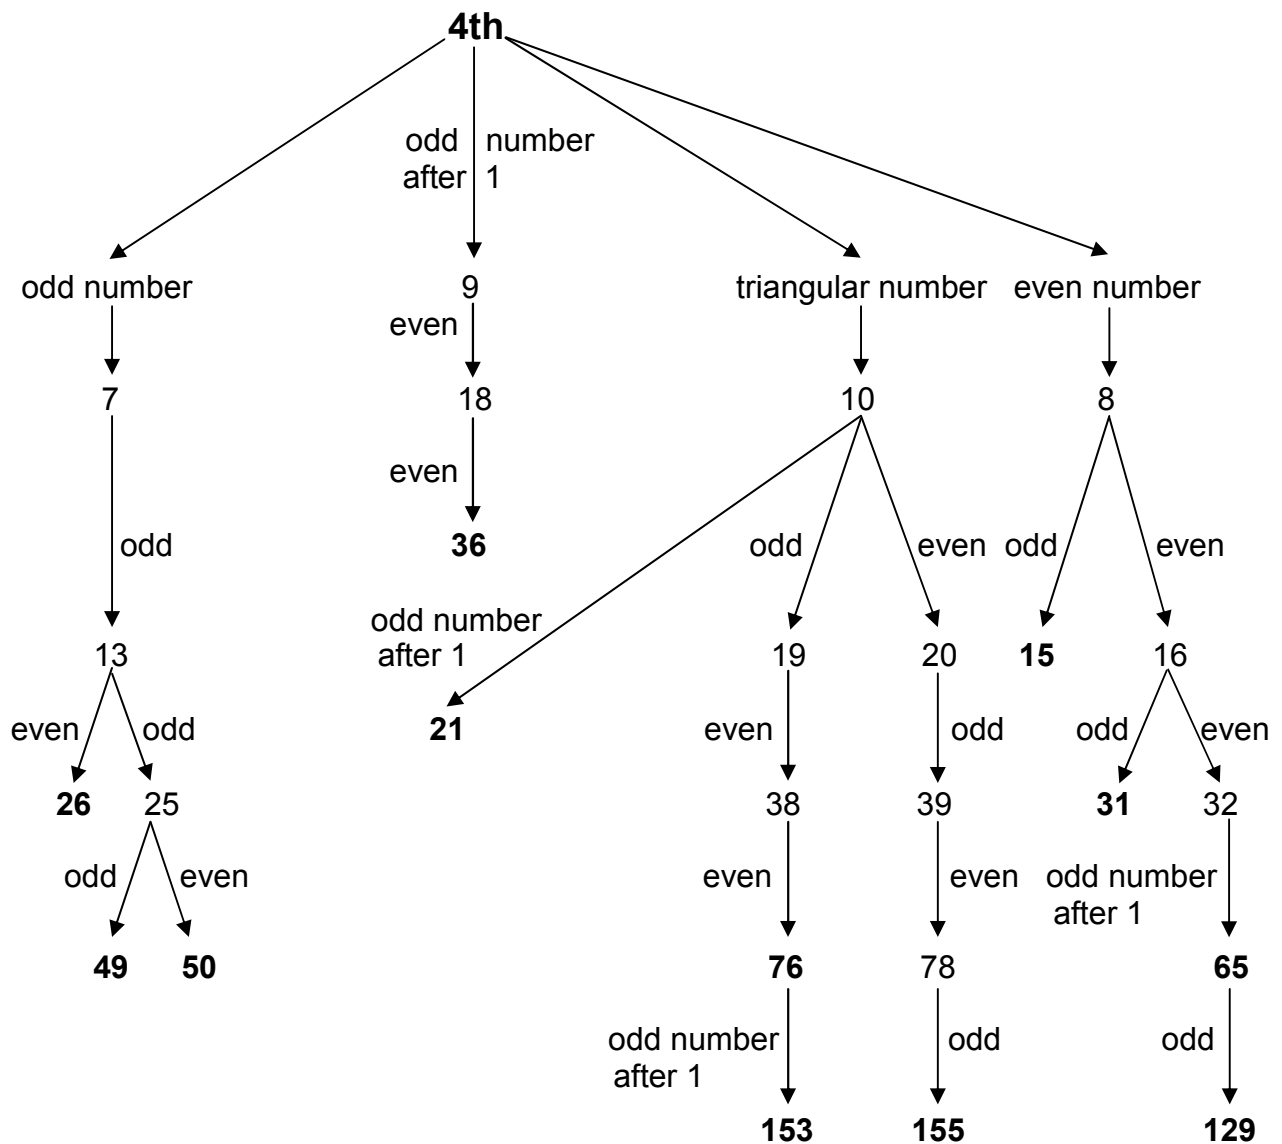 4th
odd number
after 1
odd number 9 triangular number even number
even
7 18 10 8
even
odd 36 odd even odd even
odd number
after 1
13 19 20 15 16
even odd 21 even odd odd even
26 25 38 39 31 32
odd even even even odd number
after 1
49 50 76 78 65
odd number odd odd
after 1
153 155 129